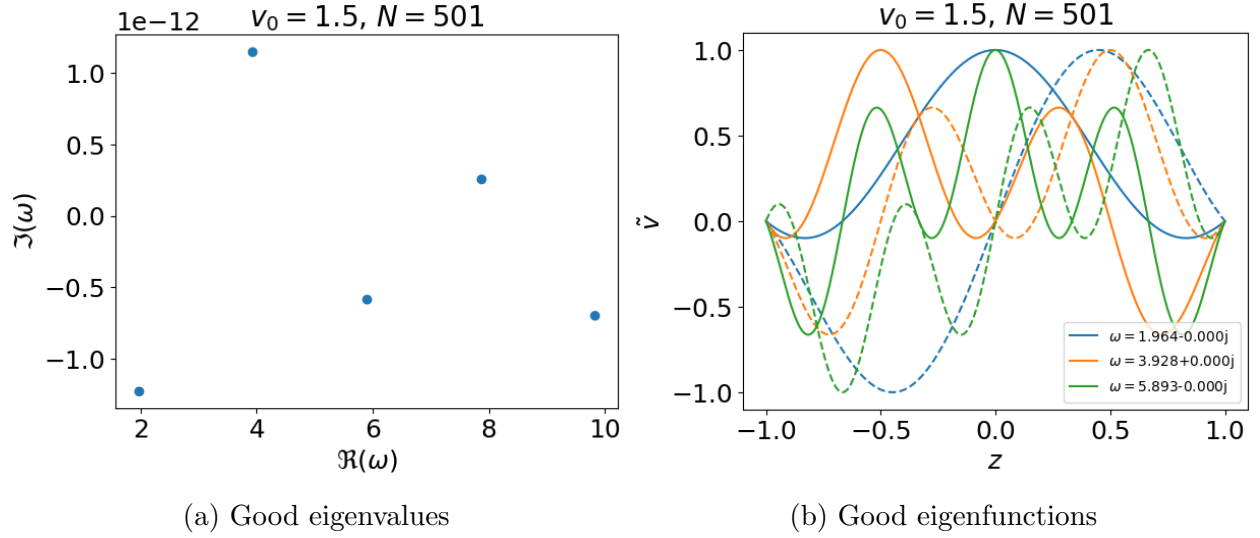 1e−12
v₀ = 1.5, N = 501
1.0
0.5
0.0
−0.5
−1.0
ℑ(ω)
2 4 6 8 10
ℜ(ω)
(a) Good eigenvalues
v₀ = 1.5, N = 501
1.0
0.5
0.0
−0.5
−1.0
ṽ
ω = 1.964-0.000j
ω = 3.928+0.000j
ω = 5.893-0.000j
−1.0 −0.5 0.0 0.5 1.0
z
(b) Good eigenfunctions